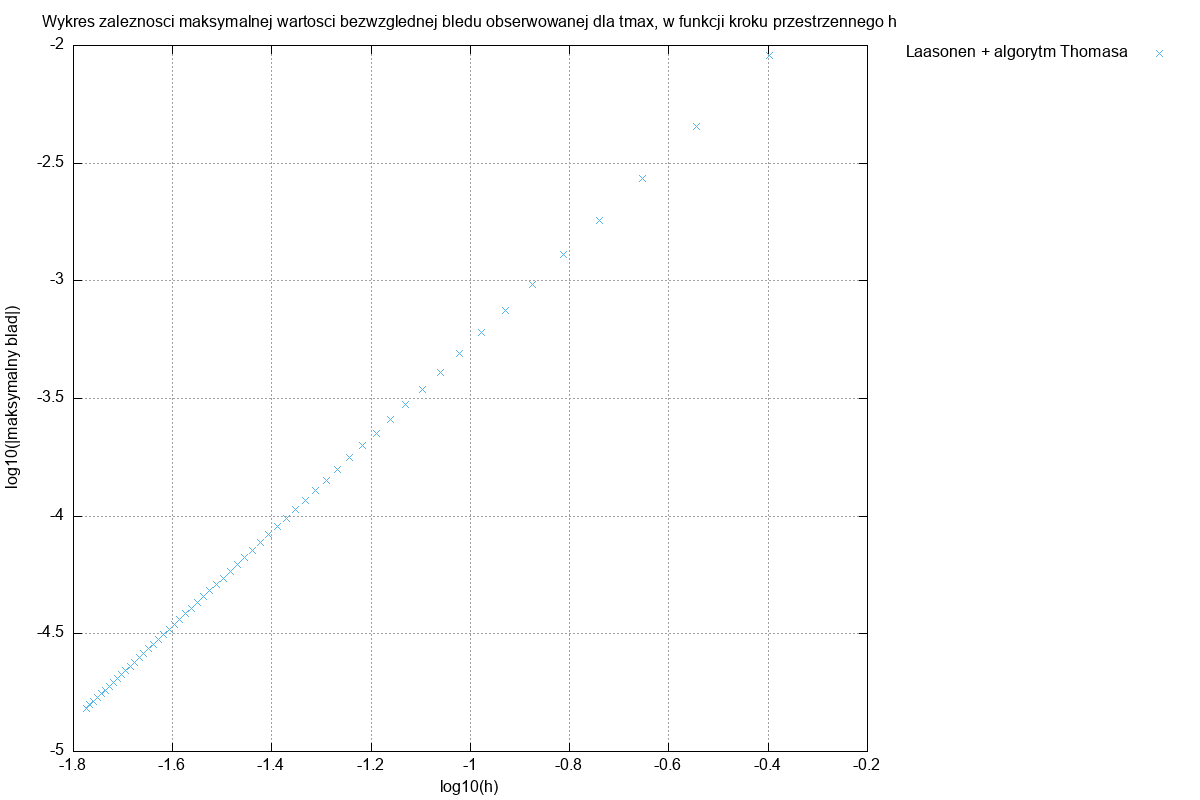 Wykres zaleznosci maksymalnej wartosci bezwzglednej bledu obserwowanej dla tmax, w funkcji kroku przestrzennego h
Laasonen + algorytm Thomasa
-2
-2.5
-3
-3.5
-4
-4.5
-5
log10(|maksymalny blad|)
-1.8 -1.6 -1.4 -1.2 -1 -0.8 -0.6 -0.4 -0.2
log10(h)